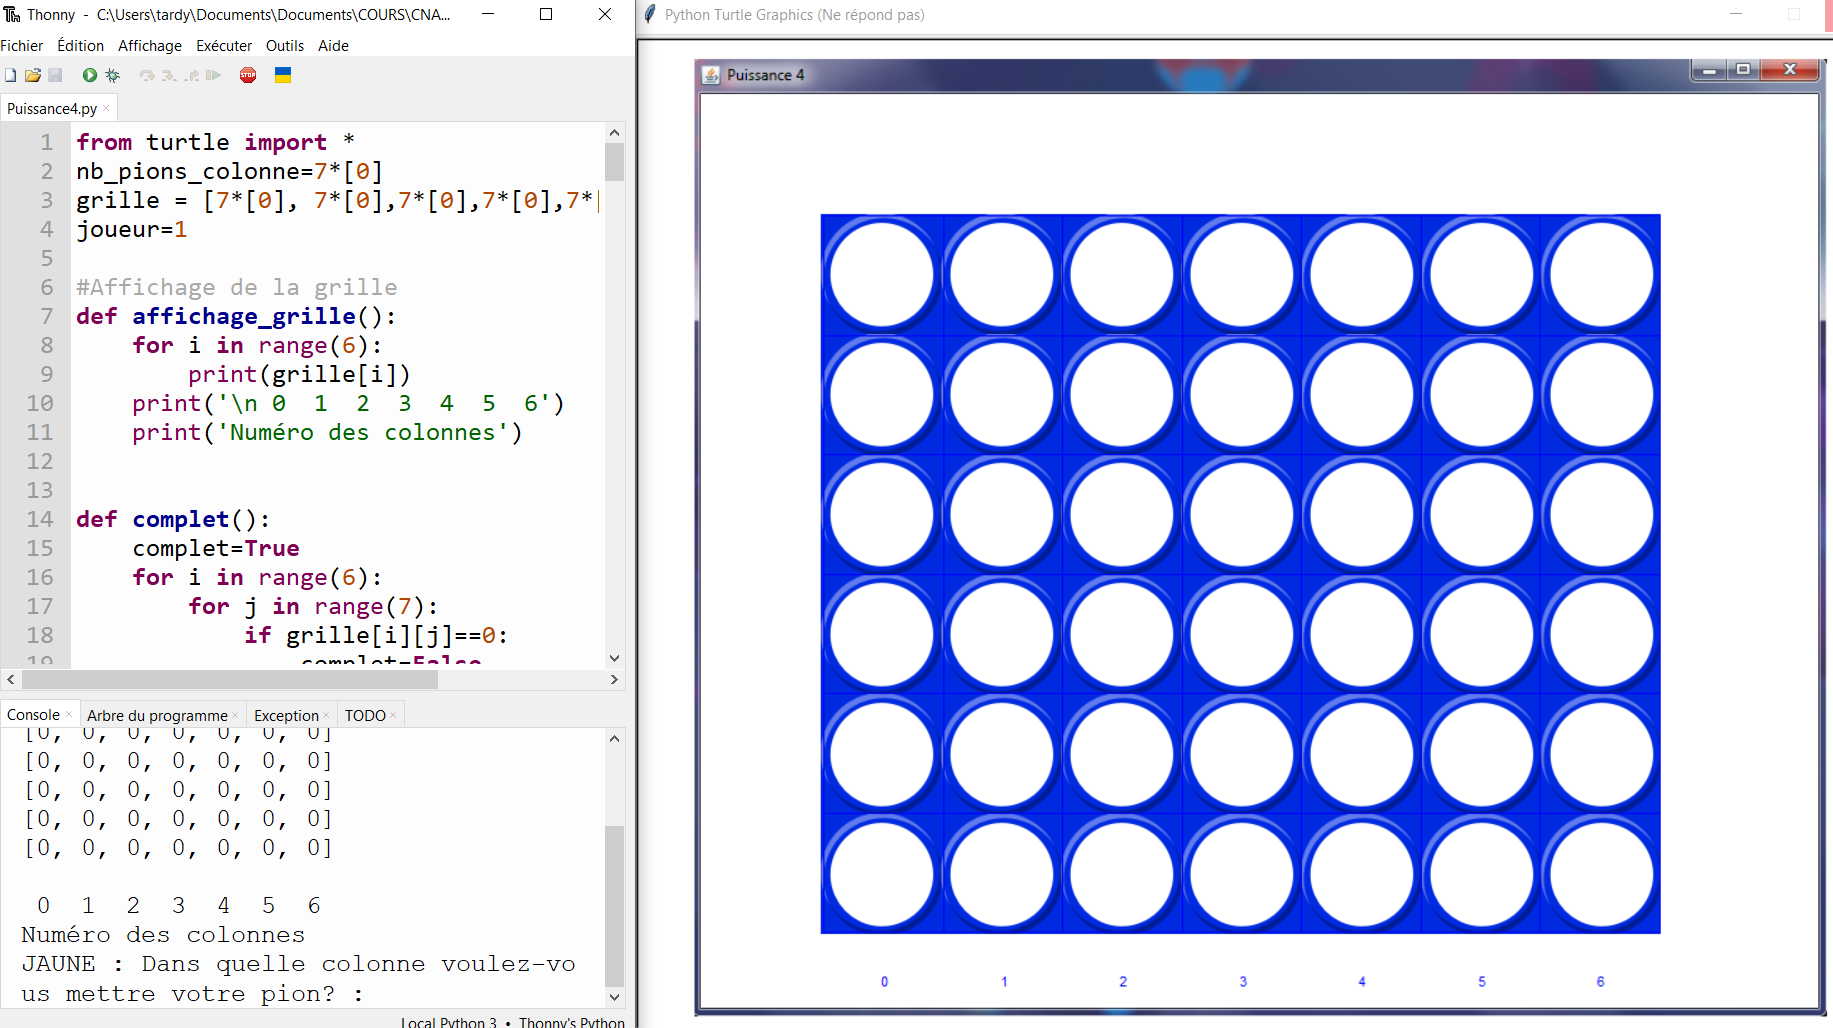 Thonny - C:\Users\tardy\Documents\Documents\COURS\CNA...
Fichier Édition Affichage Exécuter Outils Aide
STOP
Puissance4.py
1 from turtle import *
2 nb_pions_colonne=7*[0]
3 grille = [7*[0], 7*[0],7*[0],7*[0],7*[
4 joueur=1
5
6 #Affichage de la grille
7 def affichage_grille():
8 for i in range(6):
9 print(grille[i])
10 print('\n 0 1 2 3 4 5 6')
11 print('Numéro des colonnes')
12
13
14 def complet():
15 complet=True
16 for i in range(6):
17 for j in range(7):
18 if grille[i][j]==0:
19 complet=False
Console Arbre du programme Exception TODO
[0, 0, 0, 0, 0, 0, 0]
[0, 0, 0, 0, 0, 0, 0]
[0, 0, 0, 0, 0, 0, 0]
[0, 0, 0, 0, 0, 0, 0]
[0, 0, 0, 0, 0, 0, 0]
0 1 2 3 4 5 6
Numéro des colonnes
JAUNE : Dans quelle colonne voulez-vo
us mettre votre pion? :
Local Python 3 • Thonny's Python
Python Turtle Graphics (Ne répond pas)
Puissance 4
0 1 2 3 4 5 6